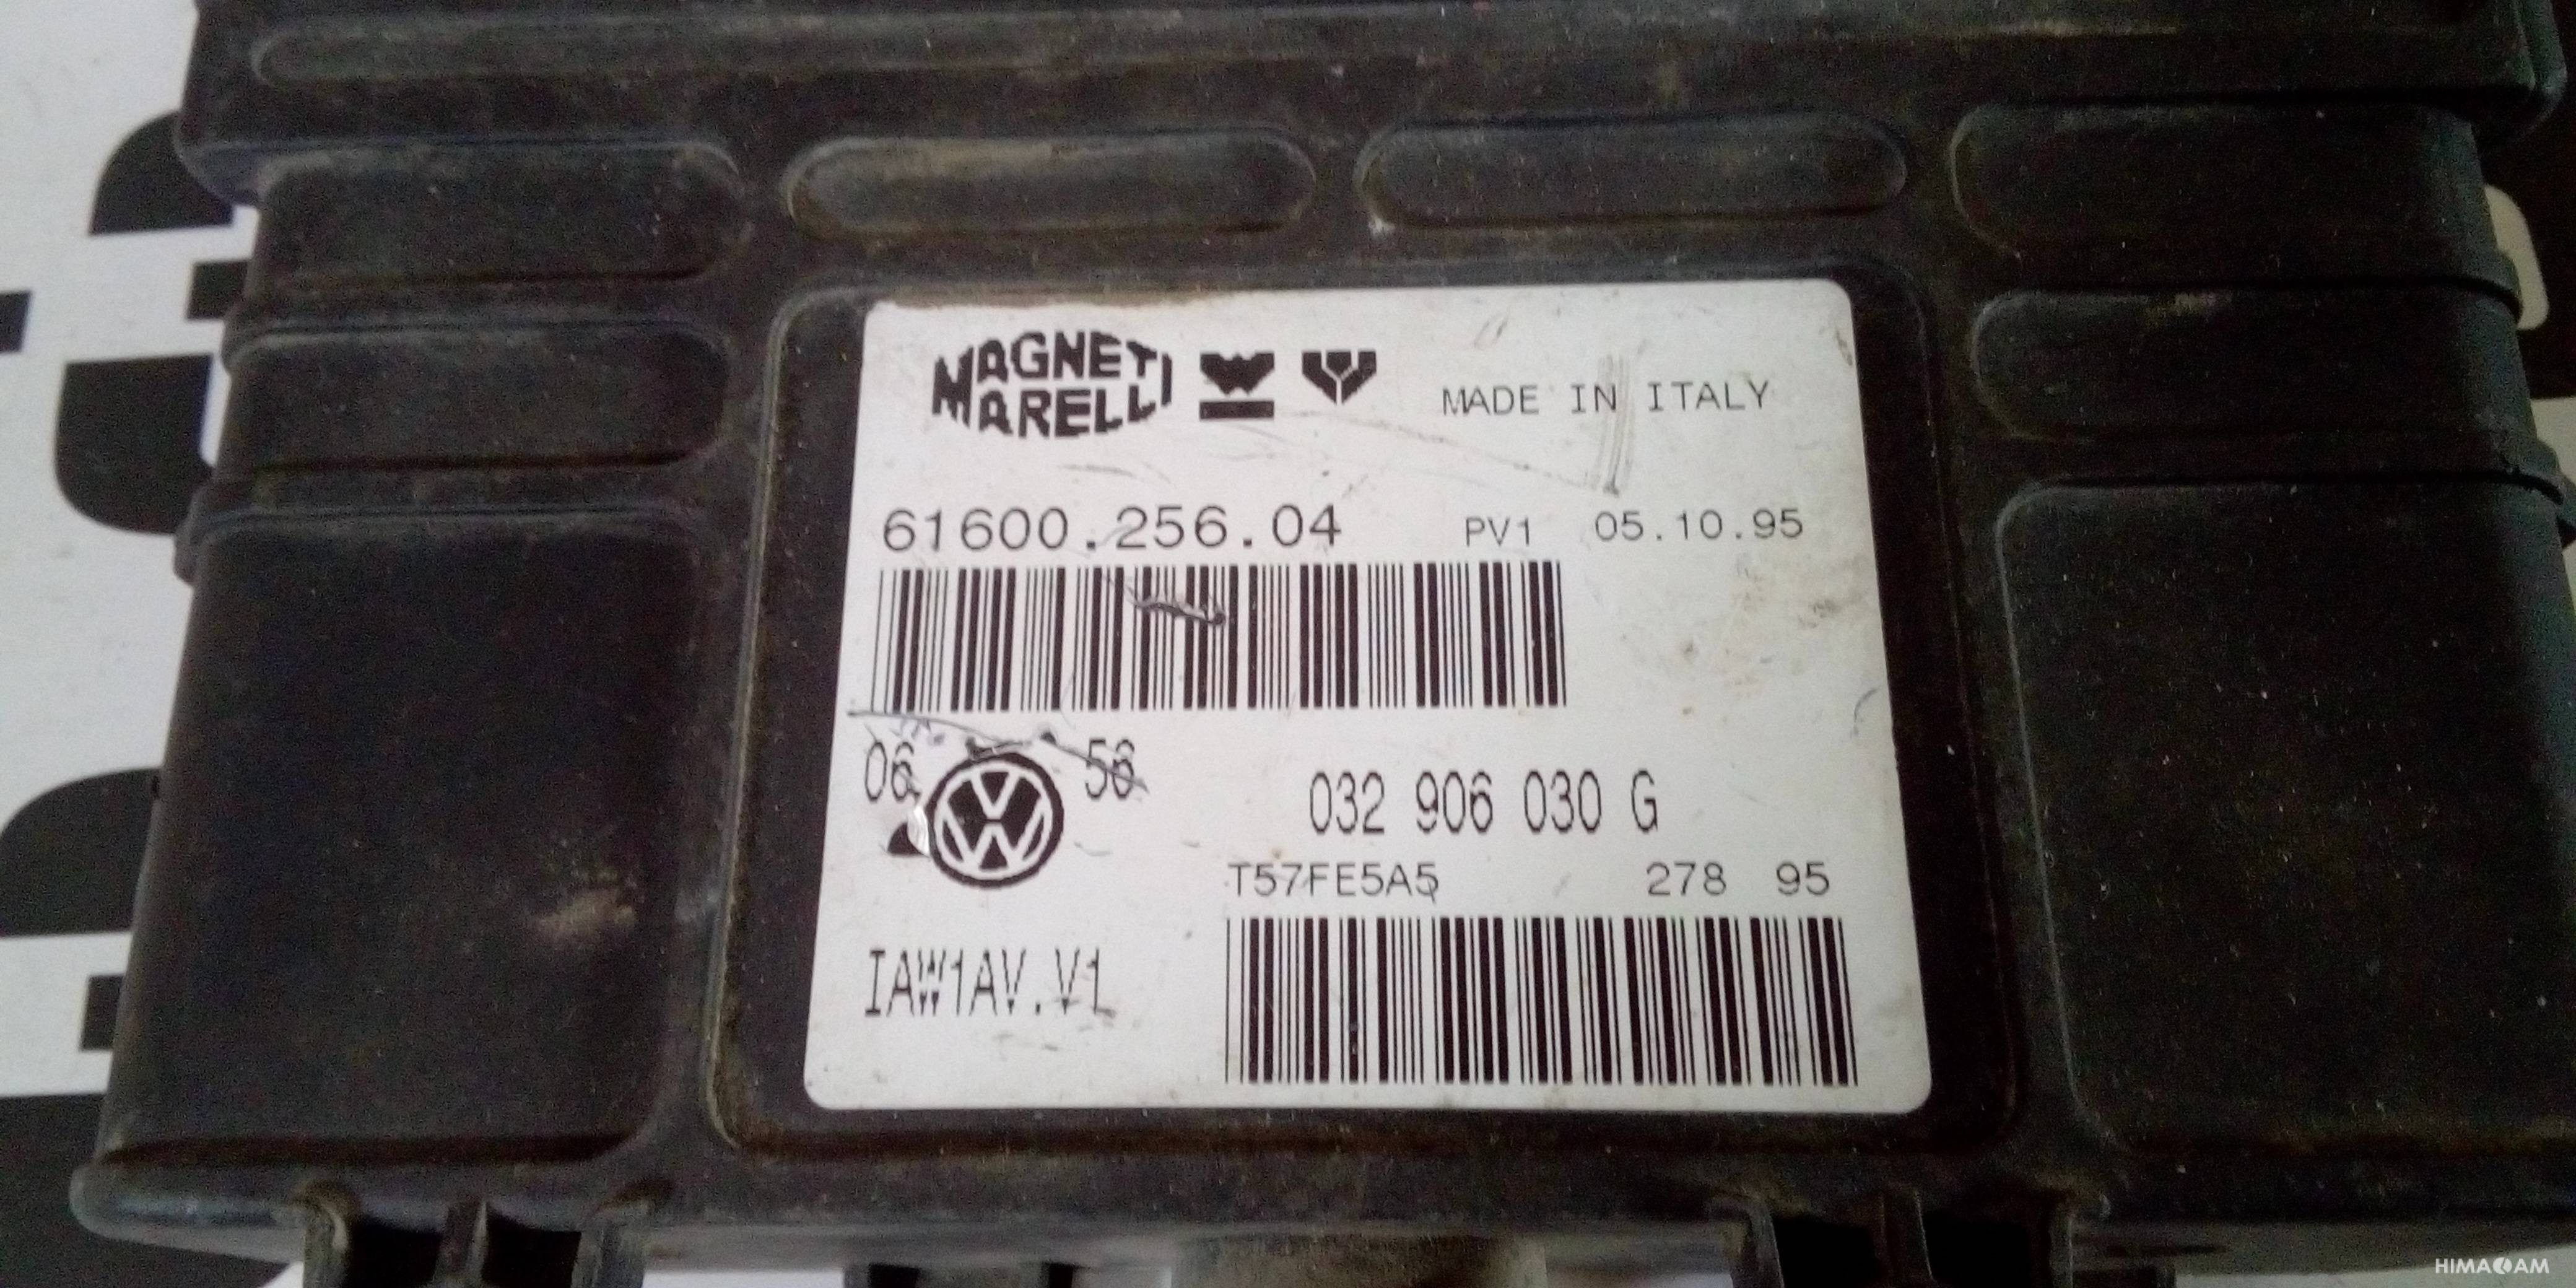 MAGNETI MARELLI MADE IN ITALY
61600.256.04 PV1 05.10.95
06 56
032 906 030 G
T57FE5A5 278 95
IAW1AV.V1
HIMAXAM